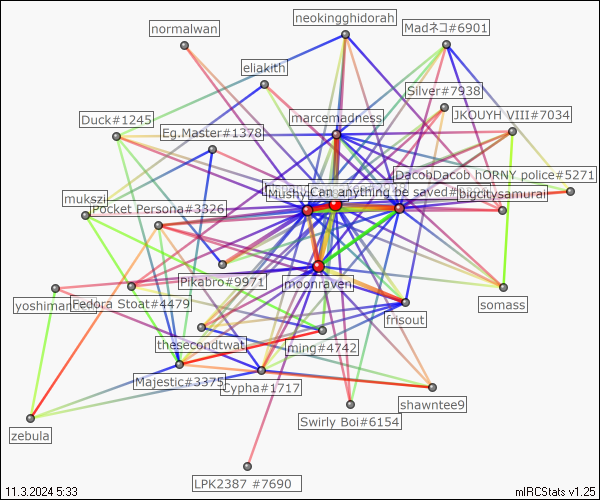 neokingghidorah
normalwan
Madネコ#6901
eliakith
Silver#7938
marcemadness
JKOUYH VIII#7034
Duck#1245
Eg.Master#1378
DacobDacob hORNY police#5271
Mushy
Can anything be saved#
bigcitysamurai
mukszi
Pocket Persona#3326
Pikabro#9971
moonraven
yoshiman
Fedora Stoat#4479
somass
frisout
thesecondtwat
ming#4742
Majestic#3375
Cypha#1717
shawntee9
Swirly Boi#6154
zebula
LPK2387 #7690
11.3.2024 5:33
mIRCStats v1.25